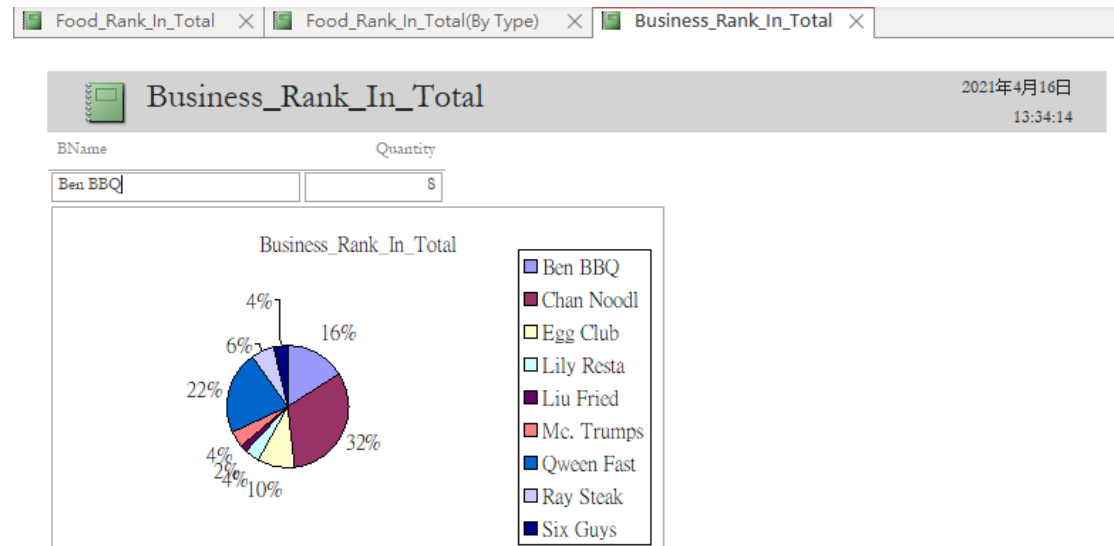 Food_Rank_In_Total
Food_Rank_In_Total(By Type)
Business_Rank_In_Total
Business_Rank_In_Total
2021年4月16日
13:34:14
BName
Quantity
Ben BBQ
8
Business_Rank_In_Total
4%
16%
6%
22%
32%
4%
2%
4%
10%
Ben BBQ
Chan Noodl
Egg Club
Lily Resta
Liu Fried
Mc. Trumps
Qween Fast
Ray Steak
Six Guys